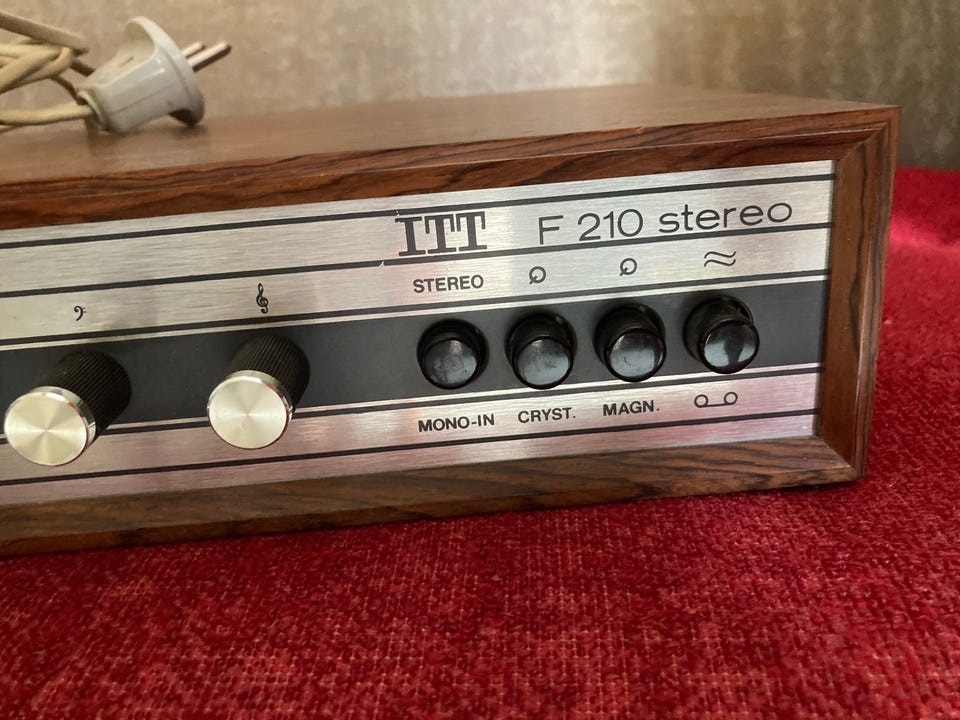 ITT F 210 stereo
STEREO
MONO-IN CRYST. MAGN.